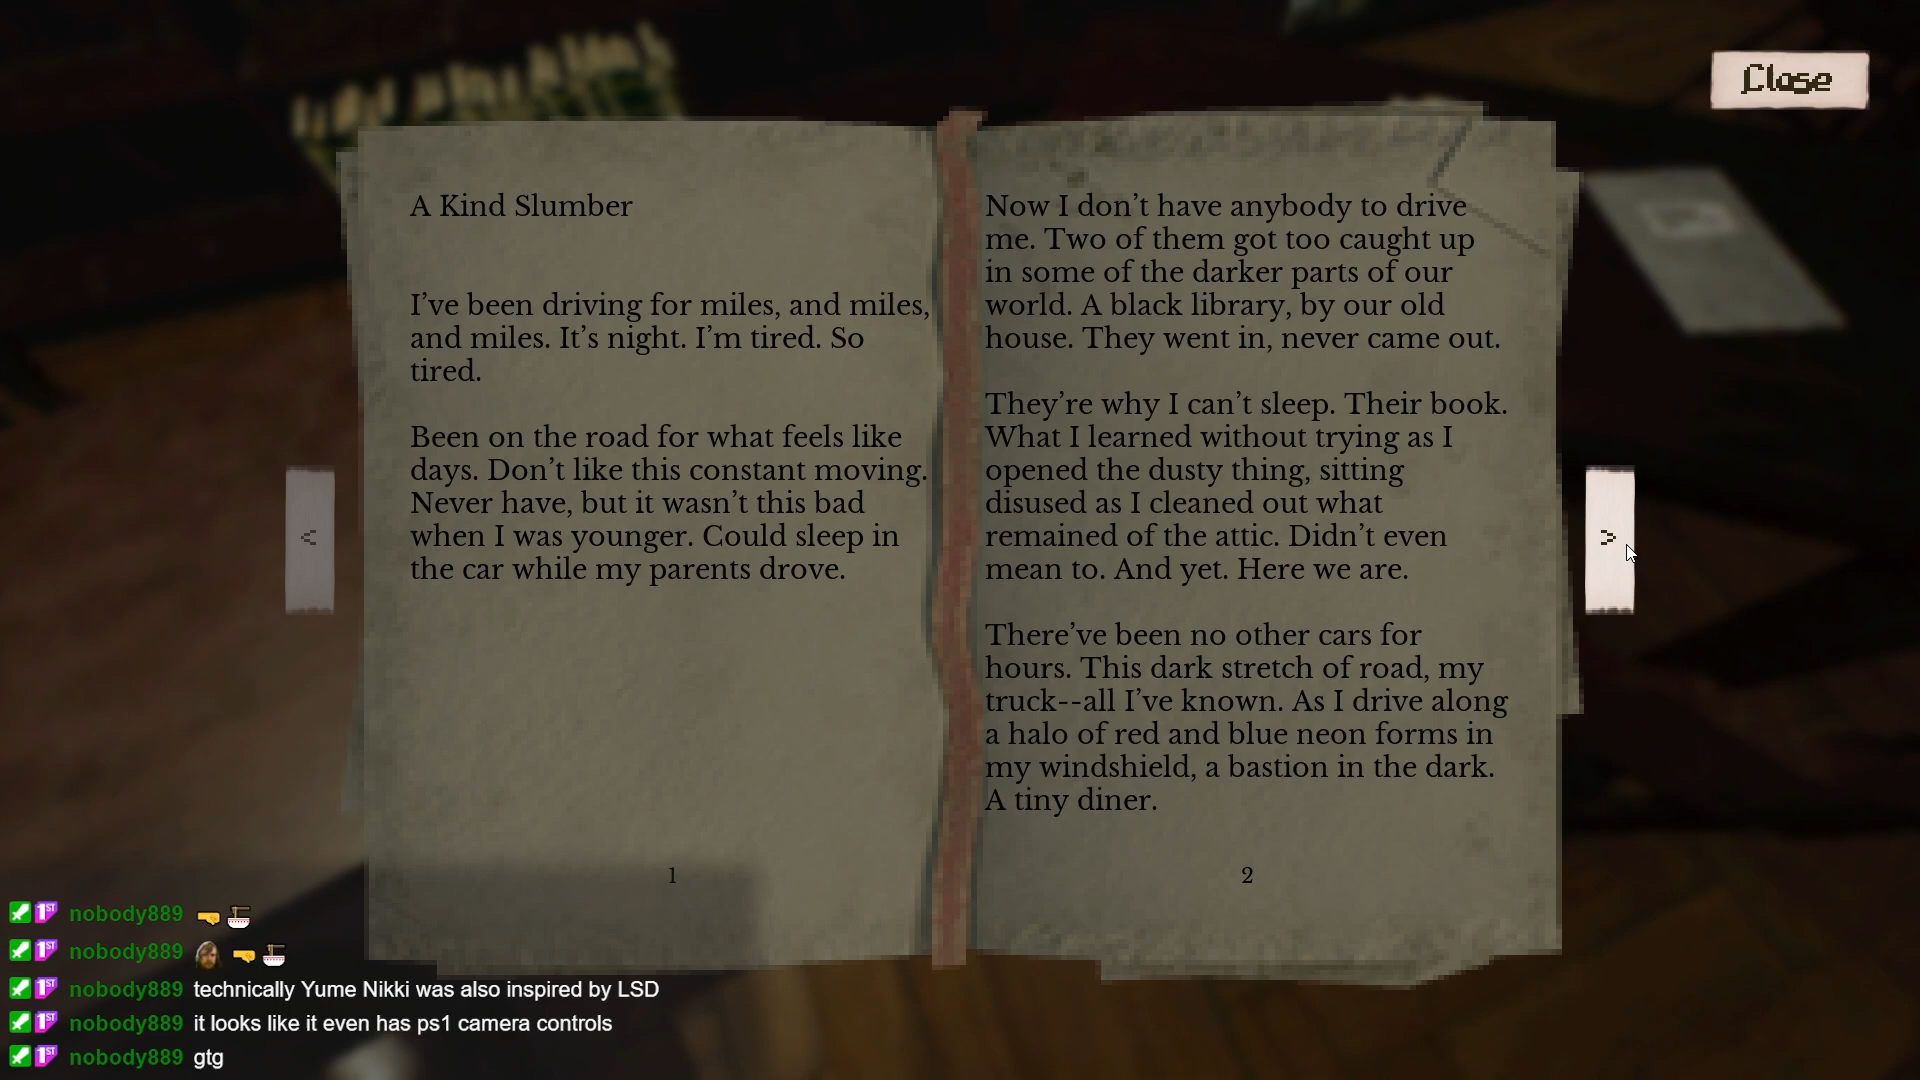 Close
A Kind Slumber
I've been driving for miles, and miles,
and miles. It's night. I'm tired. So
tired.
Been on the road for what feels like
days. Don't like this constant moving.
Never have, but it wasn't this bad
when I was younger. Could sleep in
the car while my parents drove.
1
Now I don't have anybody to drive
me. Two of them got too caught up
in some of the darker parts of our
world. A black library, by our old
house. They went in, never came out.
They're why I can't sleep. Their book.
What I learned without trying as I
opened the dusty thing, sitting
disused as I cleaned out what
remained of the attic. Didn't even
mean to. And yet. Here we are.
There've been no other cars for
hours. This dark stretch of road, my
truck--all I've known. As I drive along
a halo of red and blue neon forms in
my windshield, a bastion in the dark.
A tiny diner.
2
<
>
1ST nobody889
1ST nobody889
1ST nobody889 technically Yume Nikki was also inspired by LSD
1ST nobody889 it looks like it even has ps1 camera controls
1ST nobody889 gtg